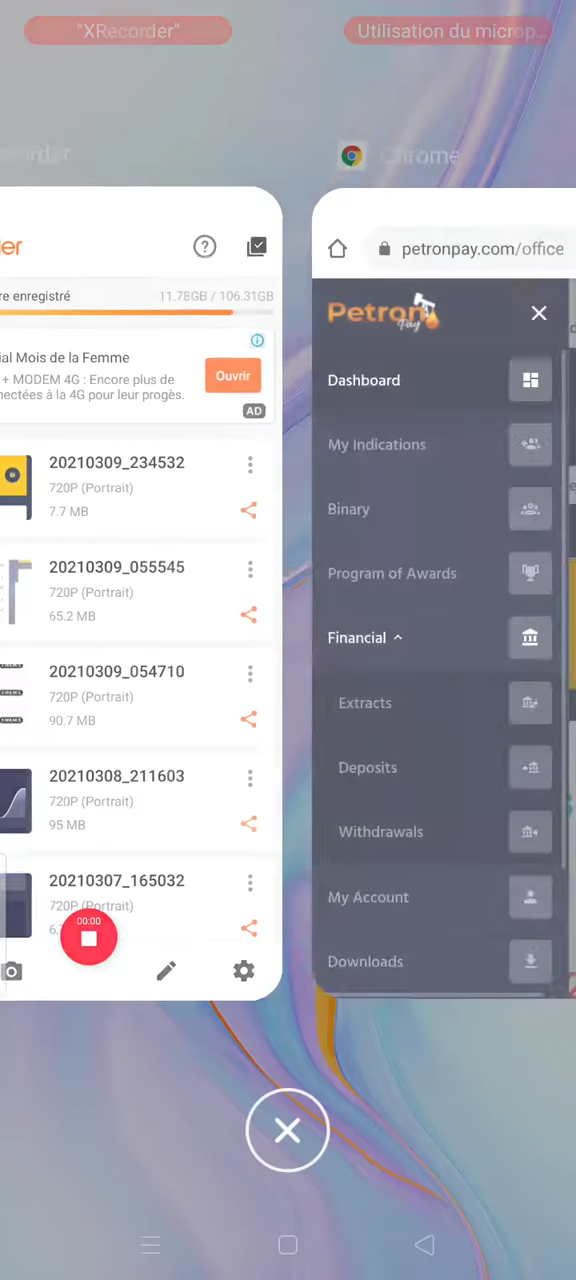 "XRecorder"
Utilisation du microp...
Chrome
er
re enregistré
11.78GB / 106.31GB
petronpay.com/office
ial Mois de la Femme
+ MODEM 4G : Encore plus de
nectées à la 4G pour leur progès.
Ouvrir
AD
20210309_234532
720P (Portrait)
7.7 MB
20210309_055545
720P (Portrait)
65.2 MB
20210309_054710
720P (Portrait)
90.7 MB
20210308_211603
720P (Portrait)
95 MB
20210307_165032
720P (Portrait)
00:00
Petron
Pay
Dashboard
My Indications
Binary
Program of Awards
Financial
Extracts
Deposits
Withdrawals
My Account
Downloads